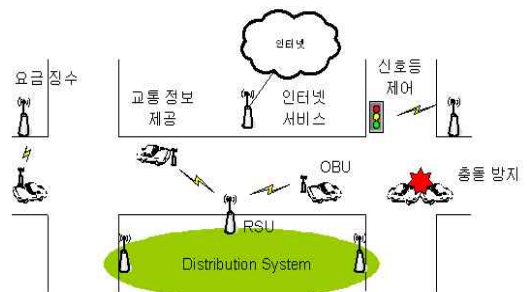 인터넷
요금 징수
교통 정보
제공
인터넷
서비스
신호등
제어
OBU
충돌 방지
RSU
Distribution System